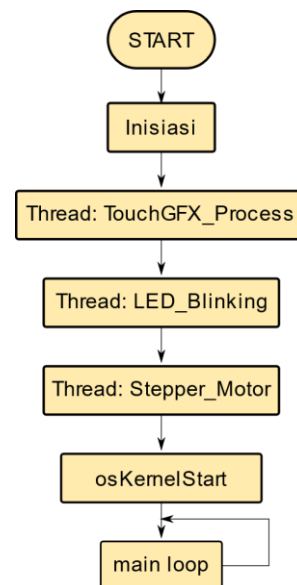 START
Inisiasi
Thread: TouchGFX_Process
Thread: LED_Blinking
Thread: Stepper_Motor
osKernelStart
main loop